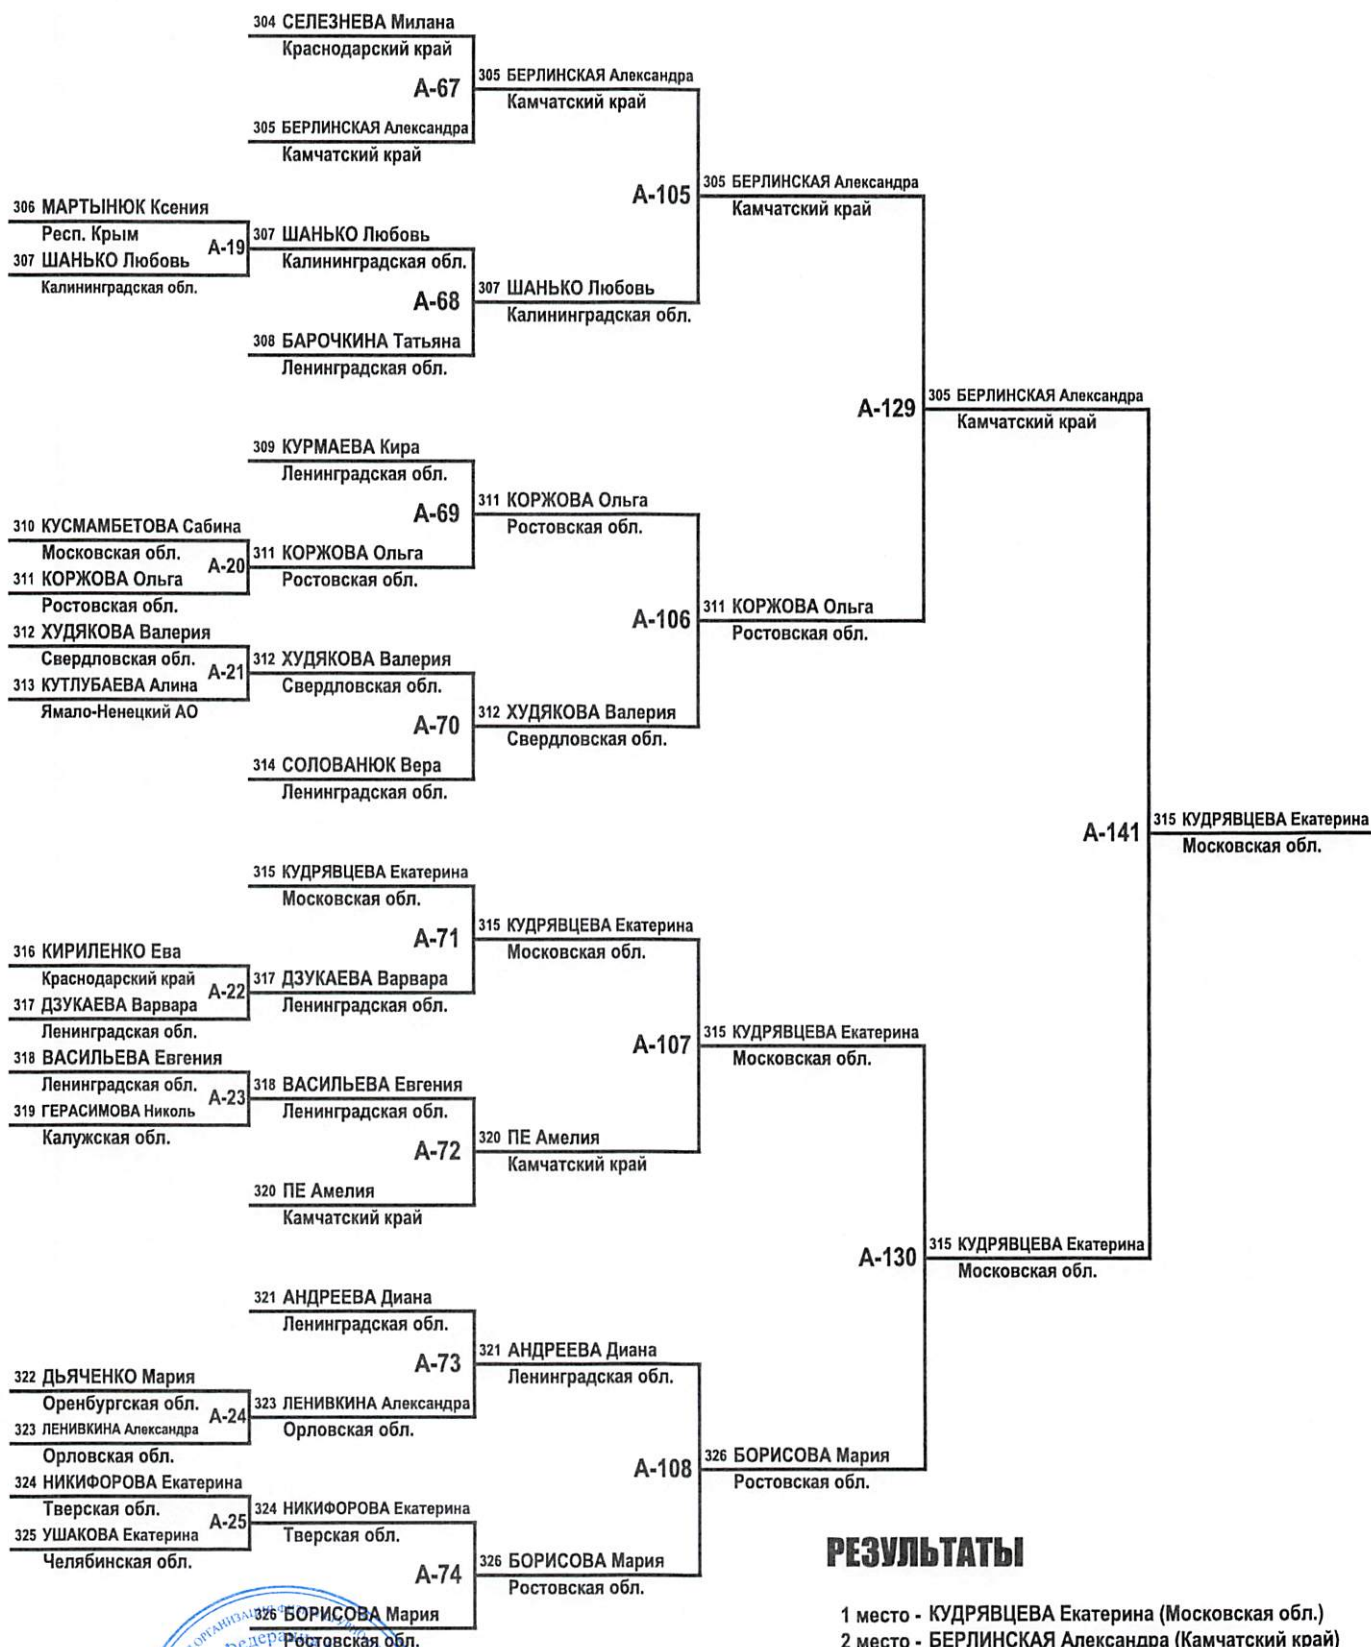 304 СЕЛЕЗНЕВА Милана
Краснодарский край
А-67
305 БЕРЛИНСКАЯ Александра
Камчатский край
305 БЕРЛИНСКАЯ Александра
Камчатский край
А-105
305 БЕРЛИНСКАЯ Александра
Камчатский край
306 МАРТЫНЮК Ксения
Респ. Крым
А-19
307 ШАНЬКО Любовь
Калининградская обл.
307 ШАНЬКО Любовь
Калининградская обл.
А-68
307 ШАНЬКО Любовь
Калининградская обл.
308 БАРОЧКИНА Татьяна
Ленинградская обл.
А-129
305 БЕРЛИНСКАЯ Александра
Камчатский край
309 КУРМАЕВА Кира
Ленинградская обл.
А-69
311 КОРЖОВА Ольга
Ростовская обл.
310 КУСМАМБЕТОВА Сабина
Московская обл.
А-20
311 КОРЖОВА Ольга
Ростовская обл.
311 КОРЖОВА Ольга
Ростовская обл.
А-106
311 КОРЖОВА Ольга
Ростовская обл.
312 ХУДЯКОВА Валерия
Свердловская обл.
А-21
312 ХУДЯКОВА Валерия
Свердловская обл.
313 КУТЛУБАЕВА Алина
Ямало-Ненецкий АО
А-70
312 ХУДЯКОВА Валерия
Свердловская обл.
314 СОЛОВАНЮК Вера
Ленинградская обл.
А-141
315 КУДРЯВЦЕВА Екатерина
Московская обл.
315 КУДРЯВЦЕВА Екатерина
Московская обл.
А-71
315 КУДРЯВЦЕВА Екатерина
Московская обл.
316 КИРИЛЕНКО Ева
Краснодарский край
А-22
317 ДЗУКАЕВА Варвара
Ленинградская обл.
317 ДЗУКАЕВА Варвара
Ленинградская обл.
А-107
315 КУДРЯВЦЕВА Екатерина
Московская обл.
318 ВАСИЛЬЕВА Евгения
Ленинградская обл.
А-23
318 ВАСИЛЬЕВА Евгения
Ленинградская обл.
319 ГЕРАСИМОВА Николь
Калужская обл.
А-72
320 ПЕ Амелия
Камчатский край
320 ПЕ Амелия
Камчатский край
А-130
315 КУДРЯВЦЕВА Екатерина
Московская обл.
321 АНДРЕЕВА Диана
Ленинградская обл.
А-73
321 АНДРЕЕВА Диана
Ленинградская обл.
322 ДЬЯЧЕНКО Мария
Оренбургская обл.
А-24
323 ЛЕНИВКИНА Александра
Орловская обл.
323 ЛЕНИВКИНА Александра
Орловская обл.
А-108
326 БОРИСОВА Мария
Ростовская обл.
324 НИКИФОРОВА Екатерина
Тверская обл.
А-25
324 НИКИФОРОВА Екатерина
Тверская обл.
325 УШАКОВА Екатерина
Челябинская обл.
А-74
326 БОРИСОВА Мария
Ростовская обл.
326 БОРИСОВА Мария
Ростовская обл.
РЕЗУЛЬТАТЫ
1 место - КУДРЯВЦЕВА Екатерина (Московская обл.)
2 место - БЕРЛИНСКАЯ Александра (Камчатский край)